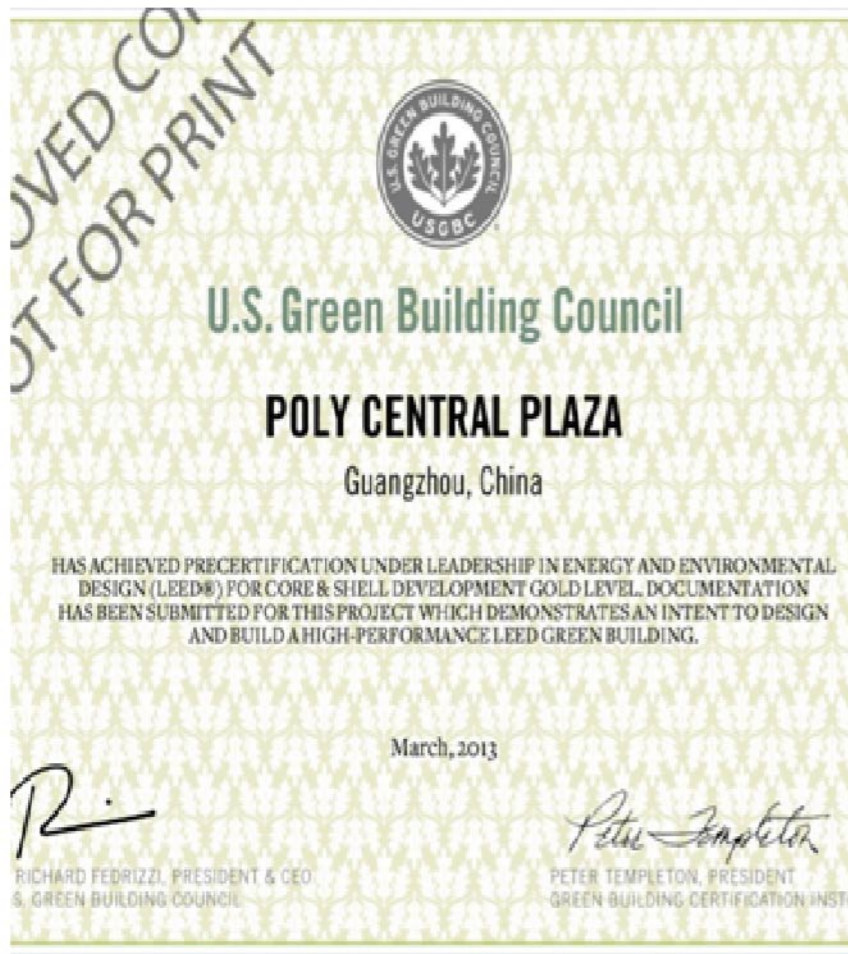 OVED CO
OT FOR PRINT
U.S. GREEN BUILDING COUNCIL
USGBC
U.S. Green Building Council
POLY CENTRAL PLAZA
Guangzhou, China
HAS ACHIEVED PRECERTIFICATION UNDER LEADERSHIP IN ENERGY AND ENVIRONMENTAL
DESIGN (LEED®) FOR CORE & SHELL DEVELOPMENT GOLD LEVEL. DOCUMENTATION
HAS BEEN SUBMITTED FOR THIS PROJECT WHICH DEMONSTRATES AN INTENT TO DESIGN
AND BUILD A HIGH-PERFORMANCE LEED GREEN BUILDING.
March, 2013
Peter Templeton
RICHARD FEDRIZZI, PRESIDENT & CEO
S. GREEN BUILDING COUNCIL
PETER TEMPLETON, PRESIDENT
GREEN BUILDING CERTIFICATION INST